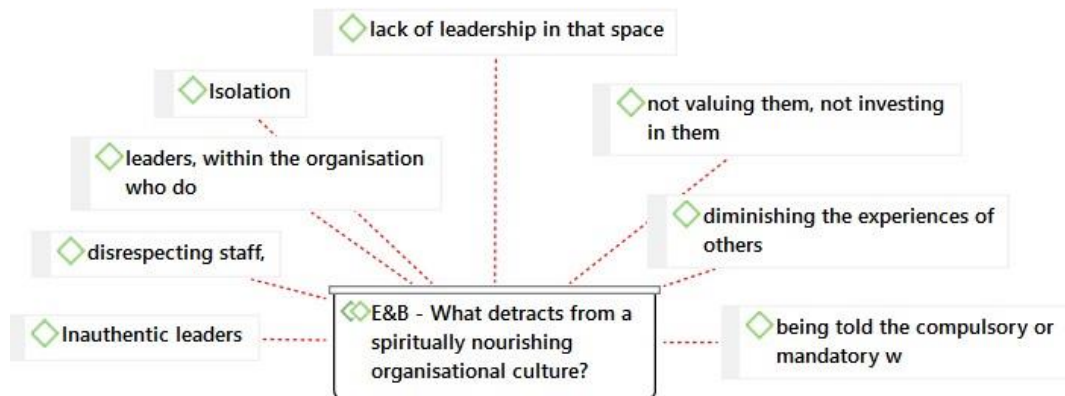 lack of leadership in that space
Isolation
not valuing them, not investing
in them
leaders, within the organisation
who do
diminishing the experiences of
others
disrespecting staff,
E&B - What detracts from a
spiritually nourishing
organisational culture?
Inauthentic leaders
being told the compulsory or
mandatory w